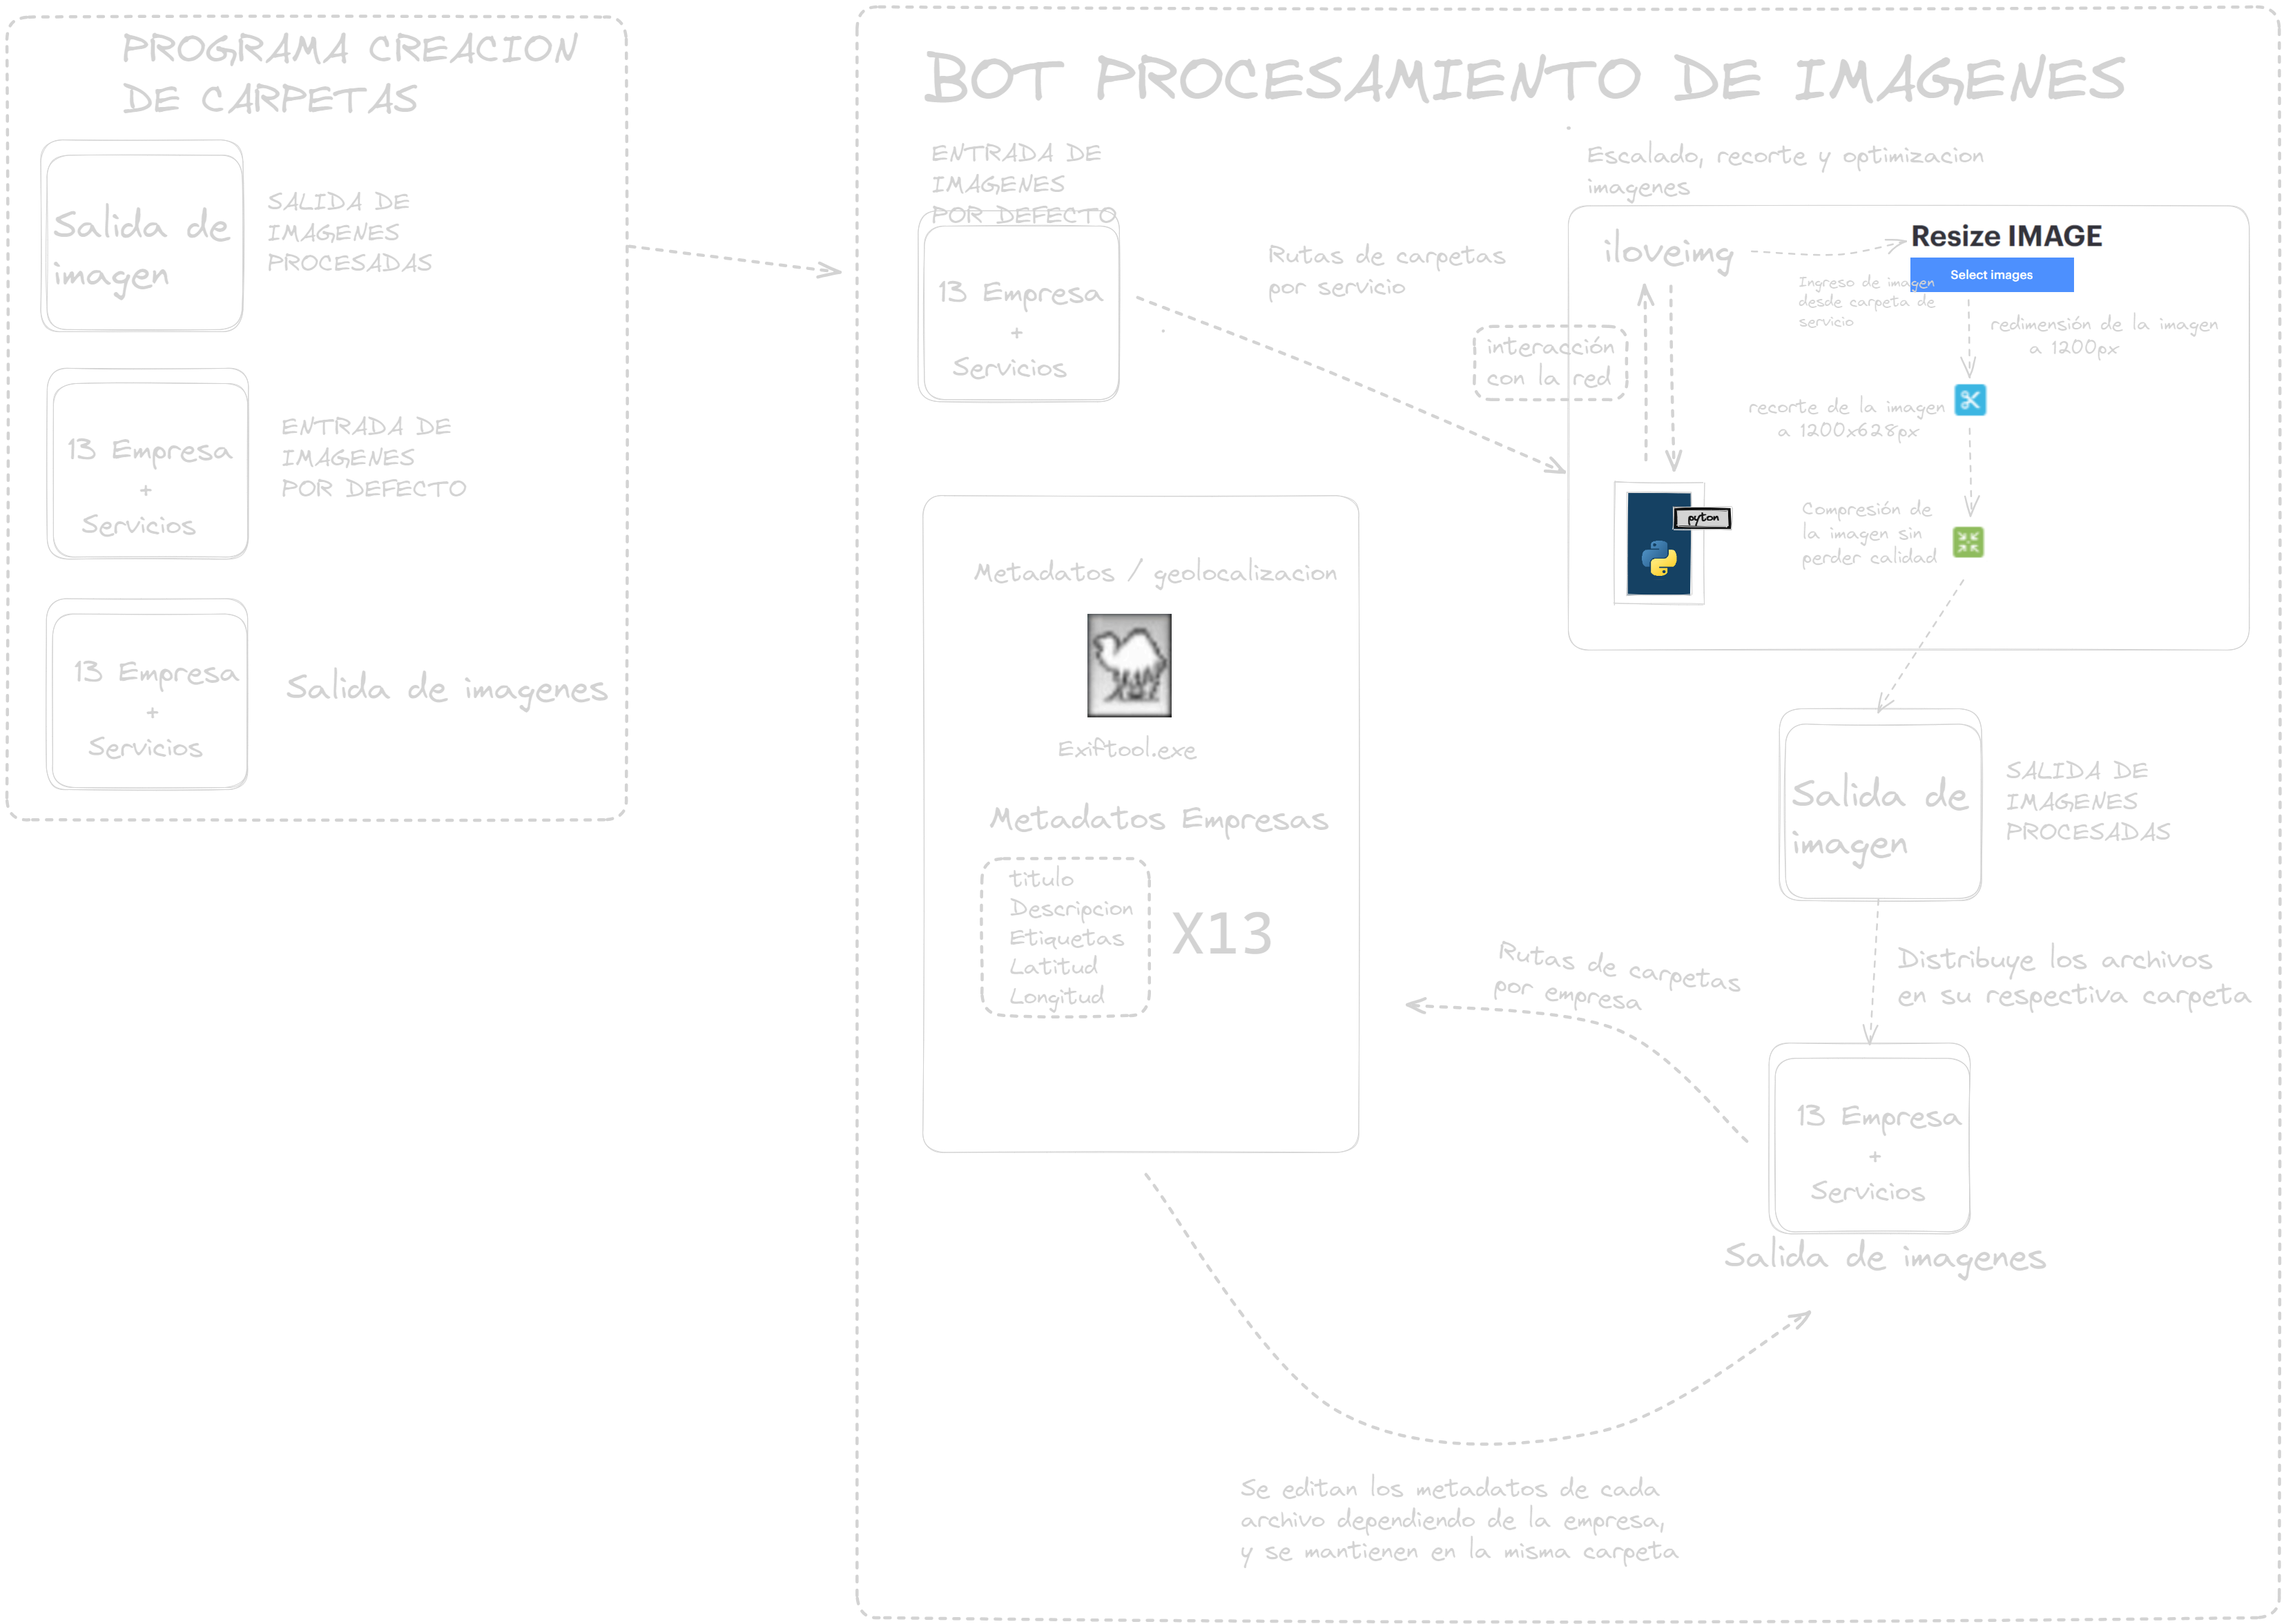 PROGRAMA CREACION
DE CARPETAS
Salida de
imagen
SALIDA DE
IMAGENES
PROCESADAS
13 Empresa
+
Servicios
ENTRADA DE
IMAGENES
POR DEFECTO
13 Empresa
+
Servicios
Salida de imagenes
BOT PROCESAMIENTO DE IMAGENES
ENTRADA DE
IMAGENES
POR DEFECTO
13 Empresa
+
Servicios
Rutas de carpetas
por servicio
Escalado, recorte y optimizacion
imagenes
iloveimg
Resize IMAGE
Select images
Ingreso de imagen
desde carpeta de
servicio
redimensión de la imagen
a 1200px
interacción
con la red
recorte de la imagen
a 1200x628px
pyton
Compresión de
la imagen sin
perder calidad
Metadatos / geolocalizacion
Exiftool.exe
Metadatos Empresas
titulo
Descripcion
Etiquetas
Latitud
Longitud
X13
Salida de
imagen
SALIDA DE
IMAGENES
PROCESADAS
Distribuye los archivos
en su respectiva carpeta
Rutas de carpetas
por empresa
13 Empresa
+
Servicios
Salida de imagenes
Se editan los metadatos de cada
archivo dependiendo de la empresa,
y se mantienen en la misma carpeta